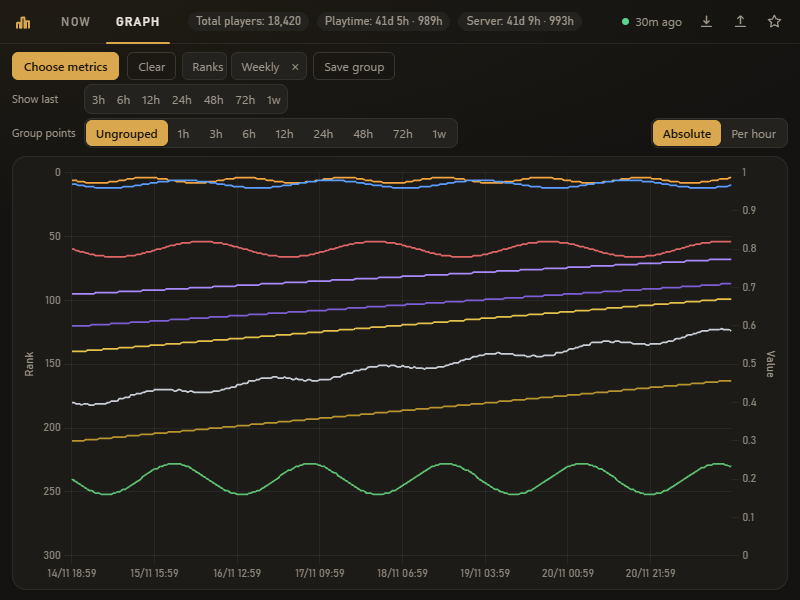 NOW GRAPH Total players: 18,420 Playtime: 41d 5h · 989h Server: 41d 9h · 993h 30m ago
Choose metrics Clear Ranks Weekly × Save group
Show last 3h 6h 12h 24h 48h 72h 1w
Group points Ungrouped 1h 3h 6h 12h 24h 48h 72h 1w Absolute Per hour
0 1
0.9
50
0.8
0.7
100
0.6
150
0.5
Rank Value
0.4
200
0.3
0.2
250
0.1
300 0
14/11 18:59 15/11 15:59 16/11 12:59 17/11 09:59 18/11 06:59 19/11 03:59 20/11 00:59 20/11 21:59